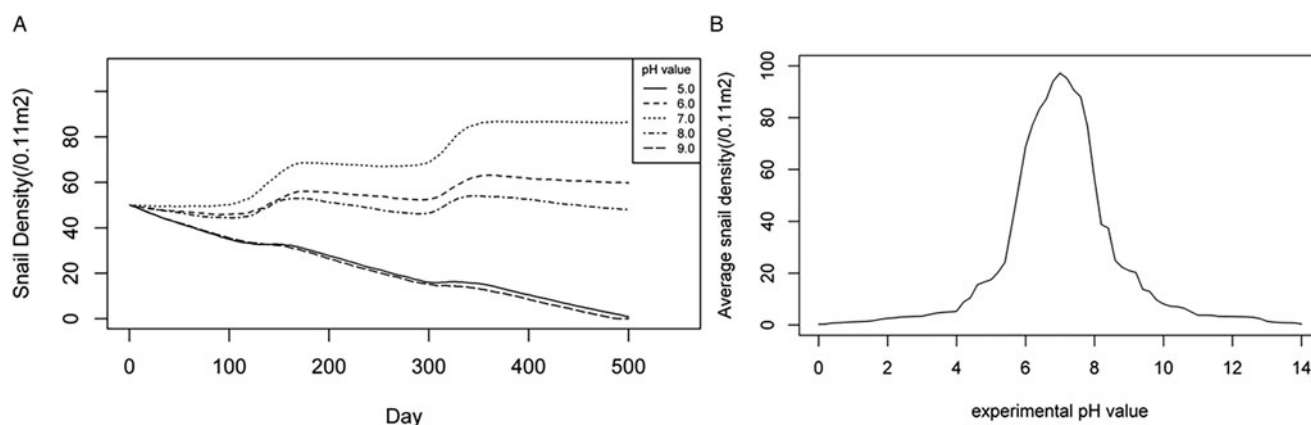 A
Snail Density(/0.11m2)
80
60
40
20
0
0 100 200 300 400 500
Day
pH value
5.0
6.0
7.0
8.0
9.0
B
Average snail density(/0.11m2)
100
80
60
40
20
0
0 2 4 6 8 10 12 14
experimental pH value